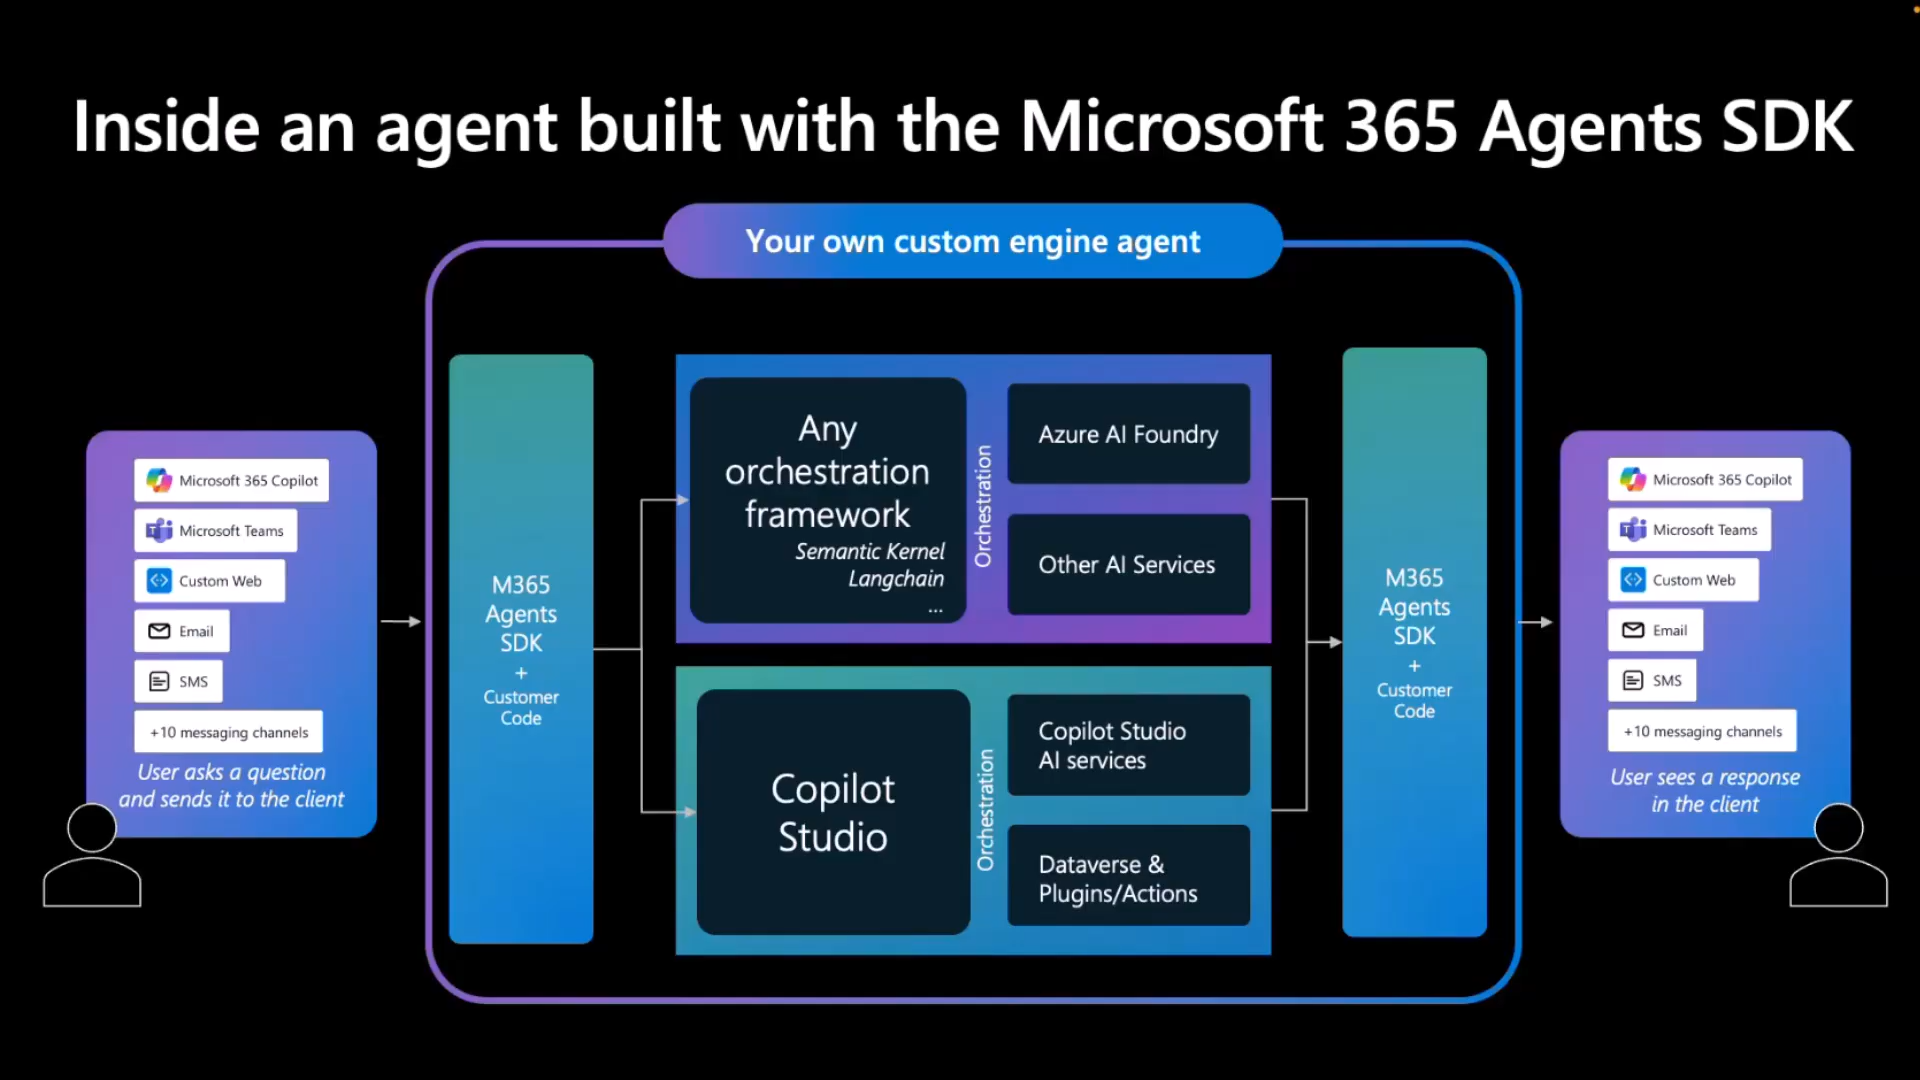 Inside an agent built with the Microsoft 365 Agents SDK
Your own custom engine agent
Microsoft 365 Copilot
Microsoft Teams
Custom Web
Email
SMS
+10 messaging channels
User asks a question
and sends it to the client
M365
Agents
SDK
+
Customer
Code
Any
orchestration
framework
Semantic Kernel
Langchain
...
Orchestration
Azure AI Foundry
Other AI Services
Copilot
Studio
Orchestration
Copilot Studio
AI services
Dataverse &
Plugins/Actions
M365
Agents
SDK
+
Customer
Code
Microsoft 365 Copilot
Microsoft Teams
Custom Web
Email
SMS
+10 messaging channels
User sees a response
in the client